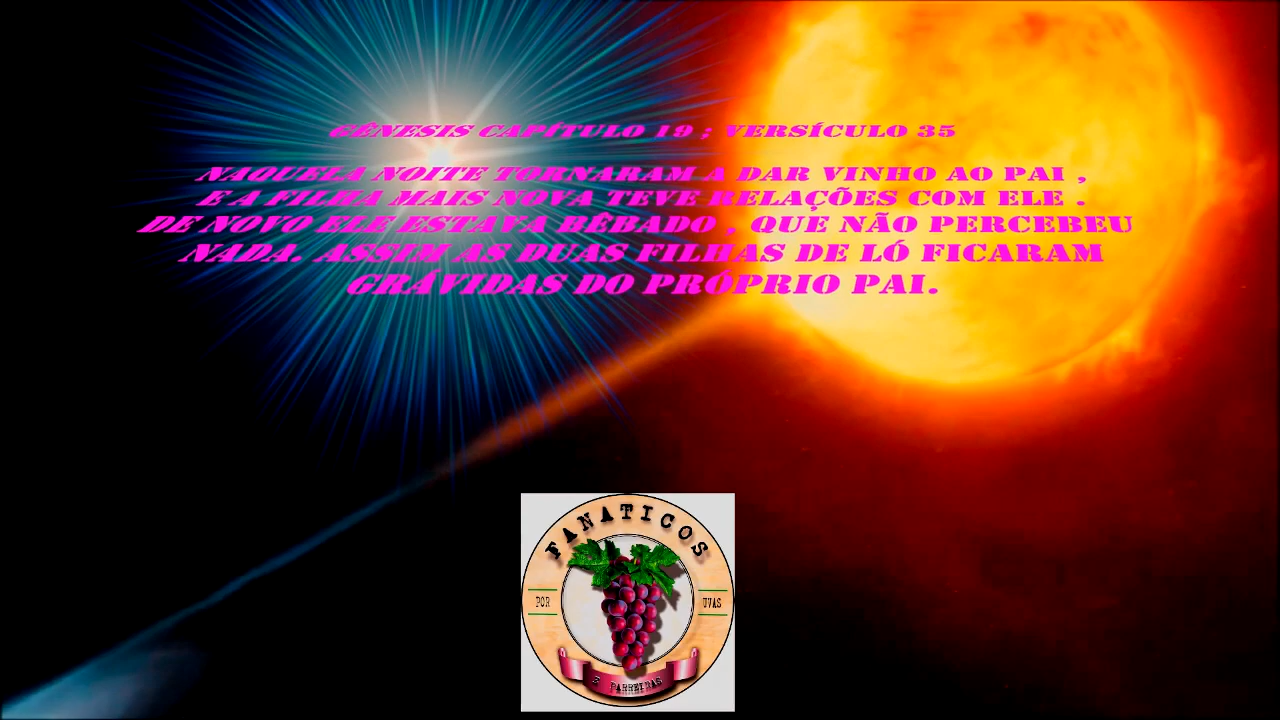 GÊNESIS CAPÍTULO 19 ; VERSÍCULO 35
NAQUELA NOITE TORNARAM A DAR VINHO AO PAI ,
E A FILHA MAIS NOVA TEVE RELAÇÕES COM ELE .
DE NOVO ELE ESTAVA BÊBADO , QUE NÃO PERCEBEU
NADA. ASSIM AS DUAS FILHAS DE LÓ FICARAM
GRÁVIDAS DO PRÓPRIO PAI.
FANATICOS
POR
UVAS
E PARREIRAS